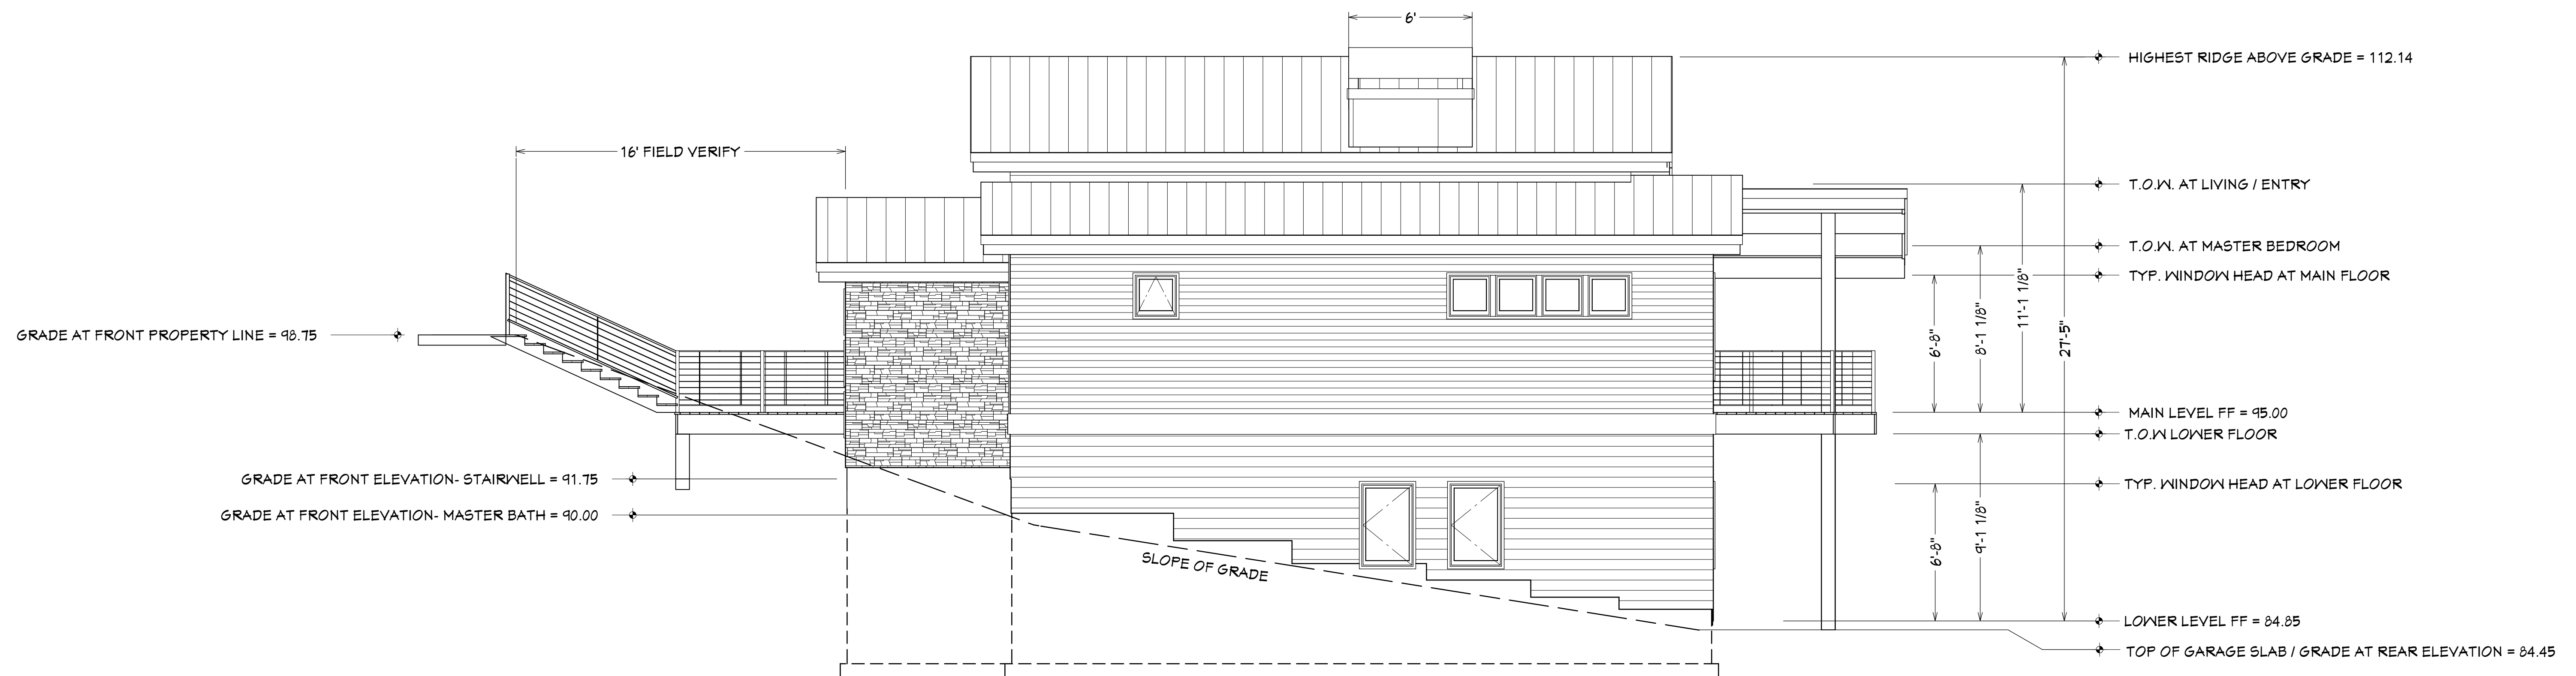 6'
HIGHEST RIDGE ABOVE GRADE = 112.14
16' FIELD VERIFY
T.O.W. AT LIVING / ENTRY
T.O.W. AT MASTER BEDROOM
TYP. WINDOW HEAD AT MAIN FLOOR
GRADE AT FRONT PROPERTY LINE = 98.75
6'-8"
8'-1 1/8"
11'-1 1/8"
27'-5"
MAIN LEVEL FF = 95.00
T.O.W LOWER FLOOR
GRADE AT FRONT ELEVATION- STAIRWELL = 91.75
TYP. WINDOW HEAD AT LOWER FLOOR
GRADE AT FRONT ELEVATION- MASTER BATH = 90.00
6'-8"
9'-1 1/8"
SLOPE OF GRADE
LOWER LEVEL FF = 84.85
TOP OF GARAGE SLAB / GRADE AT REAR ELEVATION = 84.45